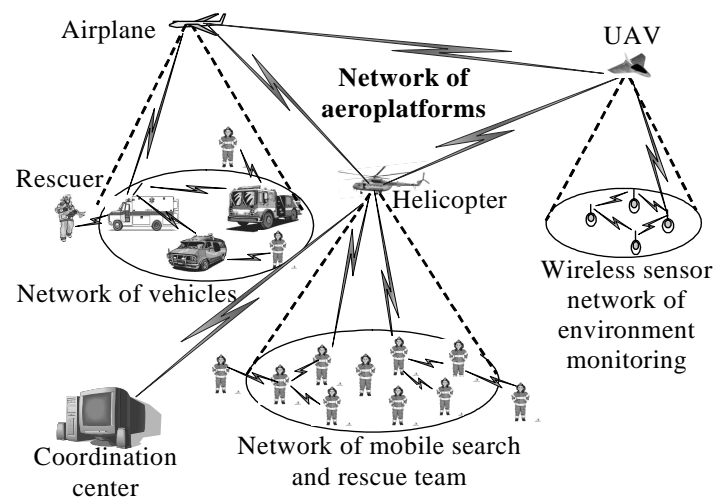 Airplane
UAV
Network of
aeroplatforms
Rescuer
Helicopter
Network of vehicles
Wireless sensor
network of
environment
monitoring
Network of mobile search
and rescue team
Coordination
center